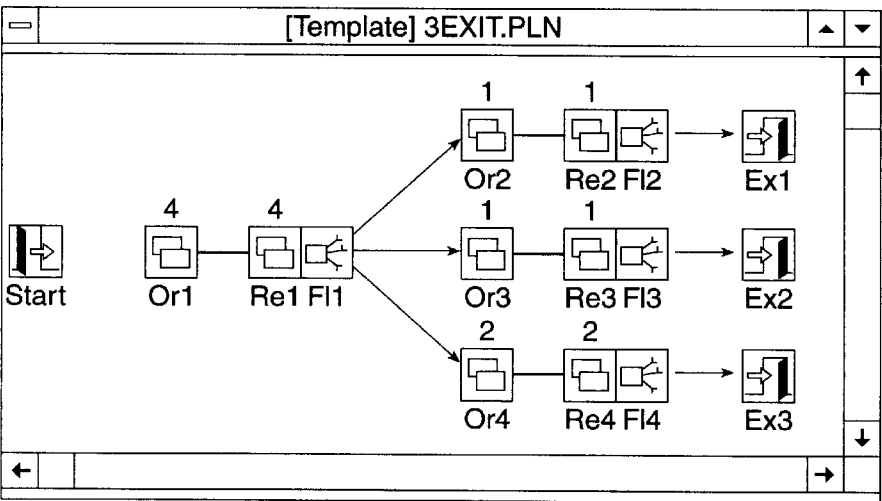 [Template] 3EXIT.PLN
1 1
Or2 Re2 Fl2 Ex1
4 4 1 1
Start Or1 Re1 Fl1 Or3 Re3 Fl3 Ex2
2 2
Or4 Re4 Fl4 Ex3